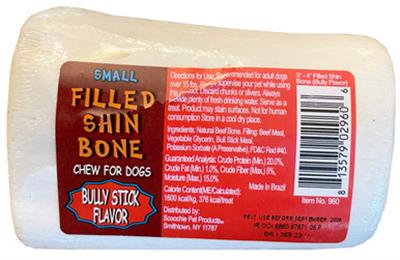 SMALL
FILLED
SHIN
BONE
CHEW FOR DOGS
BULLY STICK
FLAVOR
Directions for Use: Recommended for adult dogs
over 15 lbs. Always supervise your pet while using
this product. Discard chunks or slivers. Always
provide plenty of fresh drinking water. Serve as a
treat. Product may stain surfaces. Not for human
consumption Store in a cool dry place.
Ingredients: Natural Beef Bone. Filling: Beef Meal,
Vegetable Glycerin, Bull Stick Meal,
Potassium Sorbate (A Preservative), FD&C Red #40.
Guaranteed Analysis: Crude Protein (Min.) 20.0%,
Crude Fat (Min.) 1.0%, Crude Fiber (Max.) 5%,
Moisture (Max.) 15.0%
Calorie Content(ME/Calculated):
1600 kcal/kg, 376 kcal/treat
Distributed by:
Scoochie Pet Products®
Smithtown, NY 11787
3" -4" Filled Shin
Bone (Bully Flavor)
8 13572 02960 6
Made in Brazil
Item No. 960
BEST USE BEFORE SEPTEMBER,